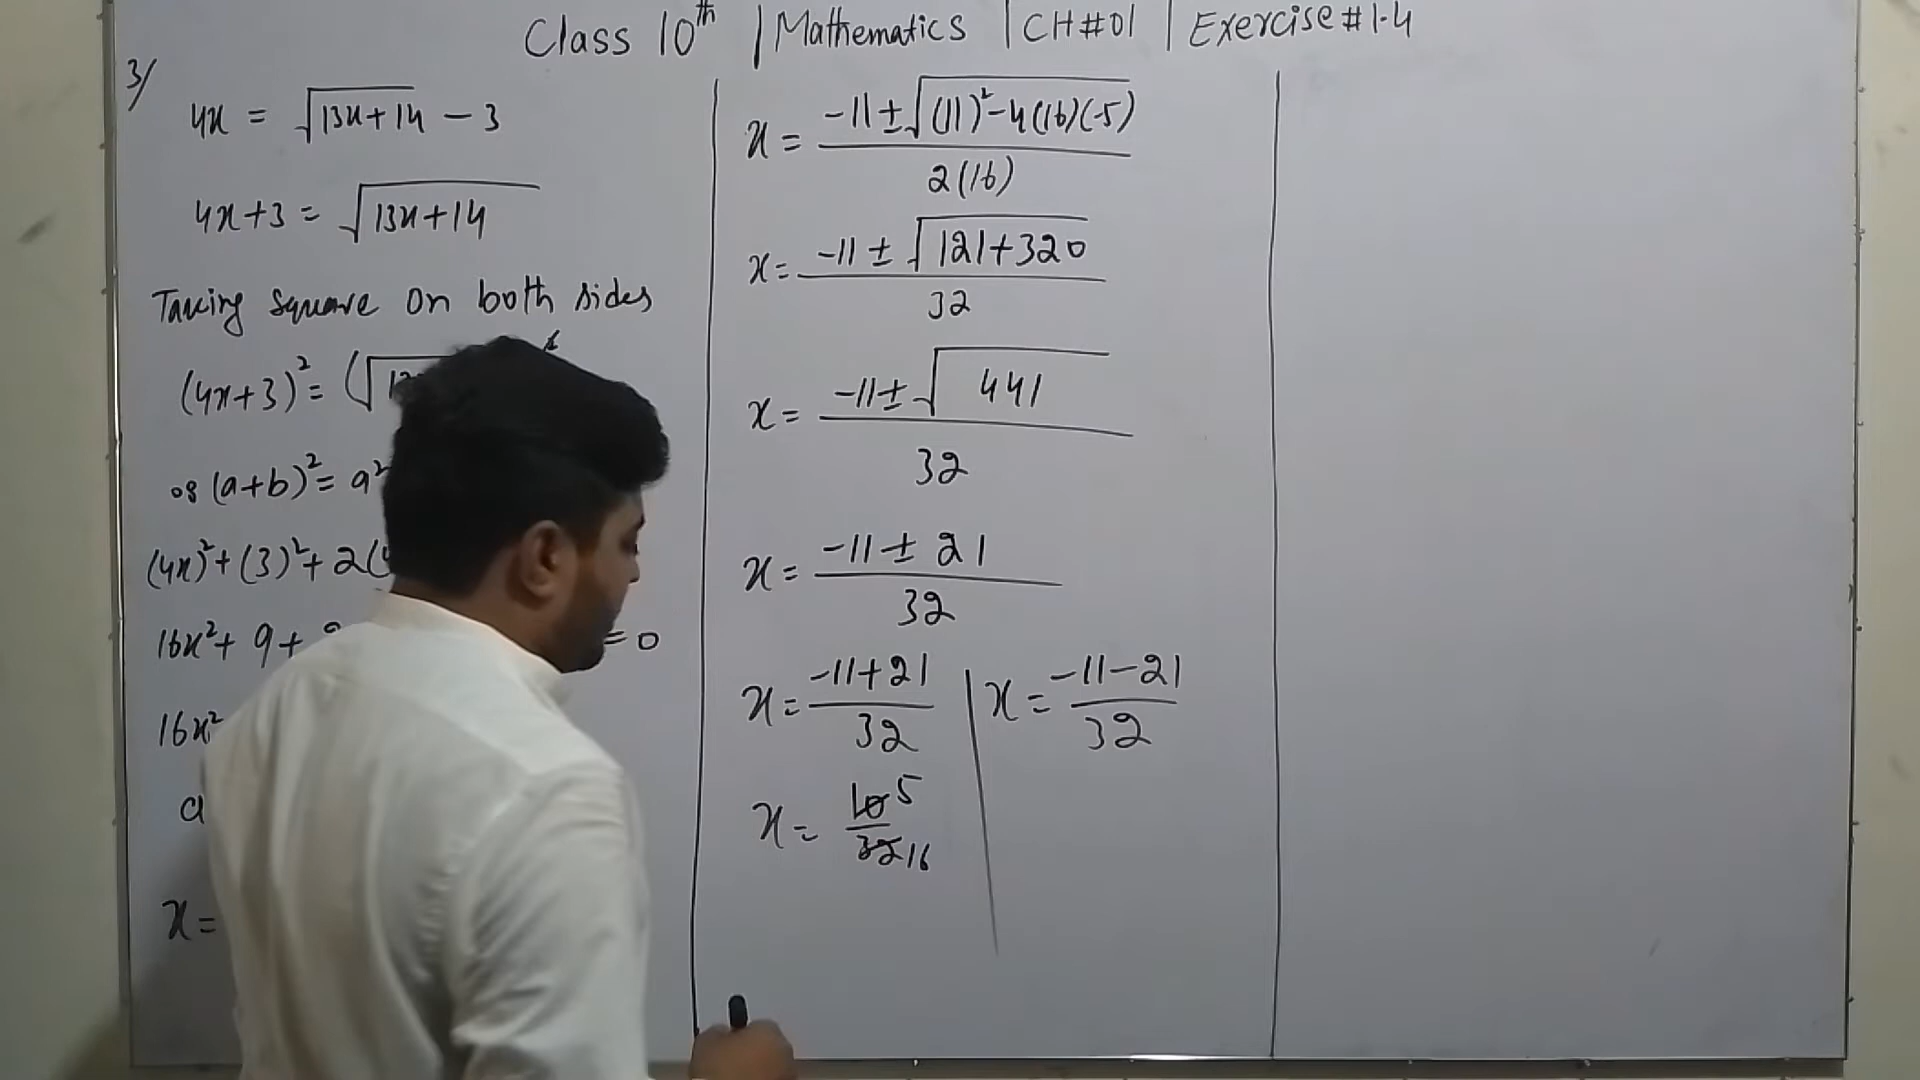 Class 10th | Mathematics | CH#01 | Exercise#1.4
3/
4x = √13x+14 - 3
4x+3 = √13x+14
Taking square on both sides
(4x+3)² = (√
(a+b)² = a²
(4x)²+(3)²+2(
16x²+ 9+ = 0
16x²
a
x=
x = -11±√(11)²-4(16)(-5) / 2(16)
x = -11 ± √121+320 / 32
x = -11±√441 / 32
x = -11 ± 21 / 32
x = -11+21 / 32 | x = -11-21 / 32
x = 10 5 / 32 16